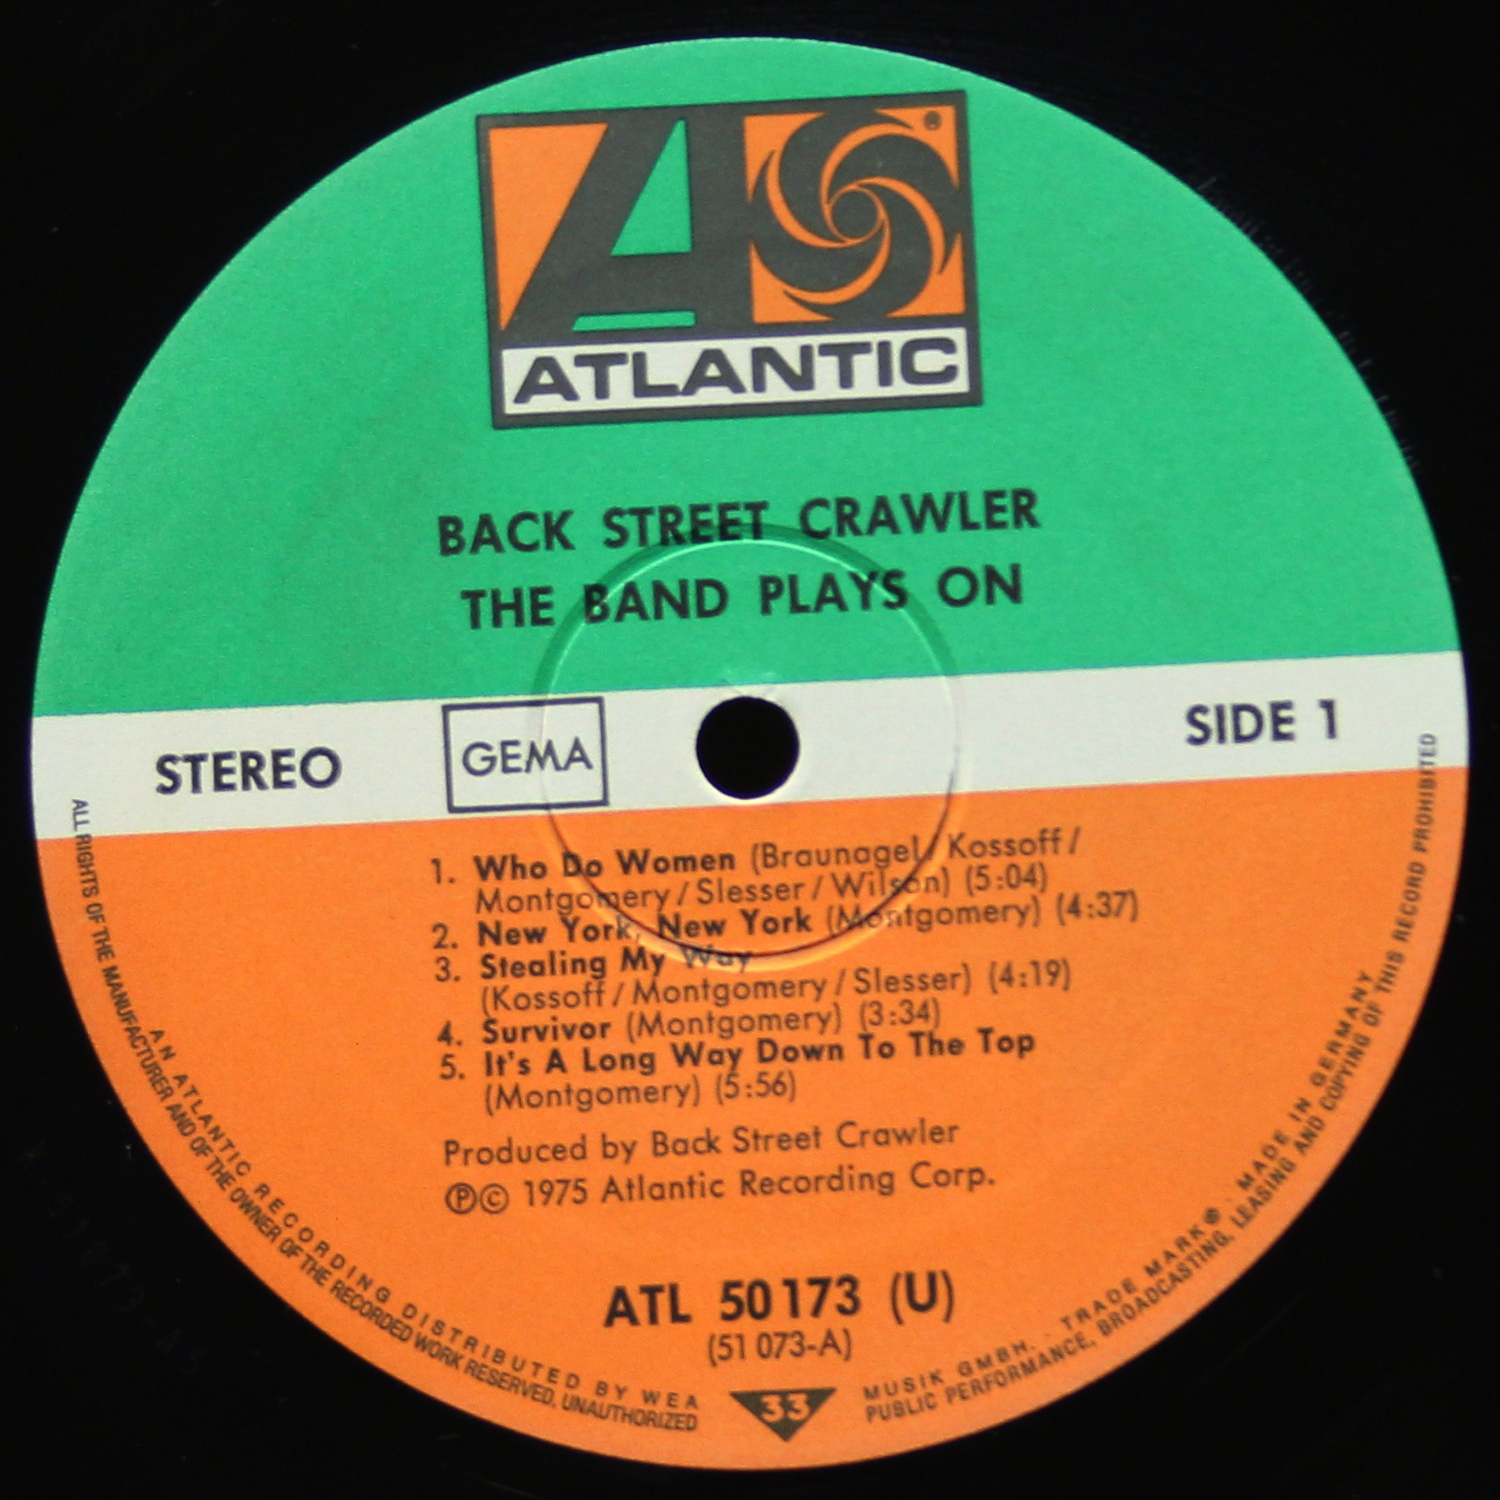 ATLANTIC
BACK STREET CRAWLER
THE BAND PLAYS ON
STEREO
GEMA
SIDE 1
1. Who Do Women (Braunagel / Kossoff /
Montgomery / Slesser / Wilson) (5:04)
2. New York, New York (Montgomery) (4:37)
3. Stealing My Way
(Kossoff / Montgomery / Slesser) (4:19)
4. Survivor (Montgomery) (3:34)
5. It's A Long Way Down To The Top
(Montgomery) (5:56)
Produced by Back Street Crawler
℗© 1975 Atlantic Recording Corp.
ATL 50173 (U)
(51 073-A)
33
AN ATLANTIC RECORDING DISTRIBUTED BY WEA MUSIK GMBH. . TRADE MARK ® . MADE IN GERMANY
ALL RIGHTS OF THE MANUFACTURER AND OF THE OWNER OF THE RECORDED WORK RESERVED, UNAUTHORIZED PUBLIC PERFORMANCE, BROADCASTING, LEASING AND COPYING OF THIS RECORD PROHIBITED